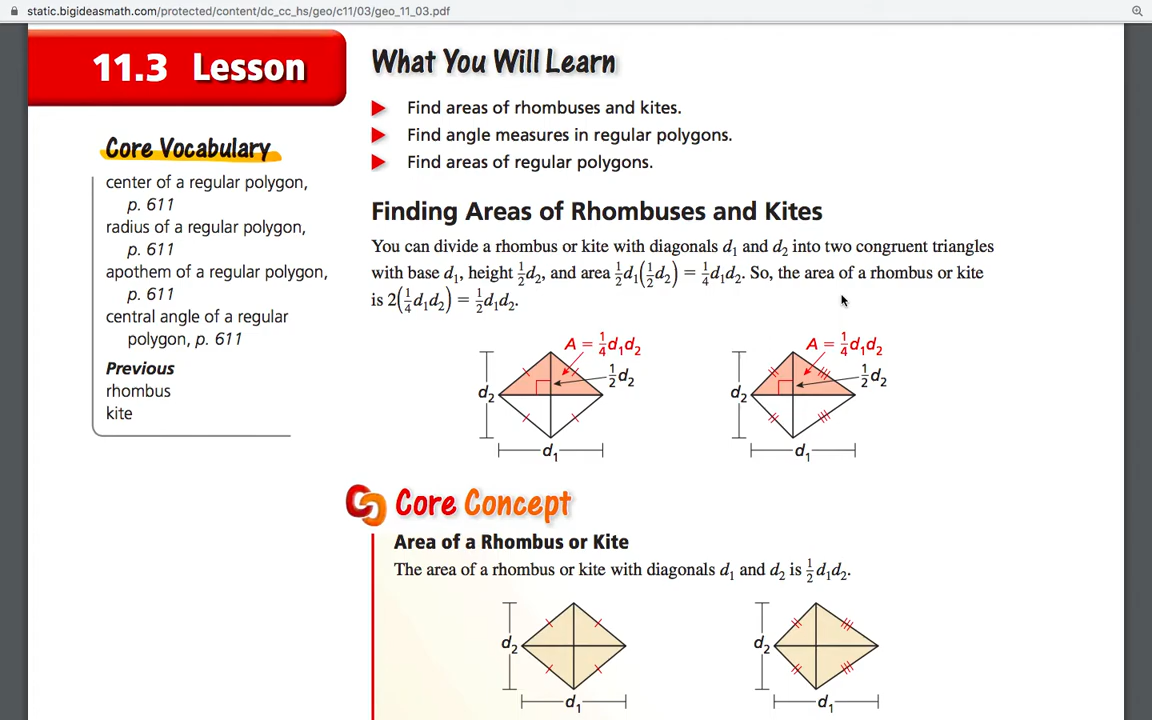 static.bigideasmath.com/protected/content/dc_cc_hs/geo/c11/03/geo_11_03.pdf
11.3 Lesson
What You Will Learn
Find areas of rhombuses and kites.
Find angle measures in regular polygons.
Find areas of regular polygons.
Core Vocabulary
center of a regular polygon,
p. 611
radius of a regular polygon,
p. 611
apothem of a regular polygon,
p. 611
central angle of a regular
polygon, p. 611
Previous
rhombus
kite
Finding Areas of Rhombuses and Kites
You can divide a rhombus or kite with diagonals d₁ and d₂ into two congruent triangles
with base d₁, height ½d₂, and area ½d₁(½d₂) = ¼d₁d₂. So, the area of a rhombus or kite
is 2(¼d₁d₂) = ½d₁d₂.
A = ¼d₁d₂
½d₂
d₂
d₁
A = ¼d₁d₂
½d₂
d₂
d₁
Core Concept
Area of a Rhombus or Kite
The area of a rhombus or kite with diagonals d₁ and d₂ is ½d₁d₂.
d₂
d₁
d₂
d₁